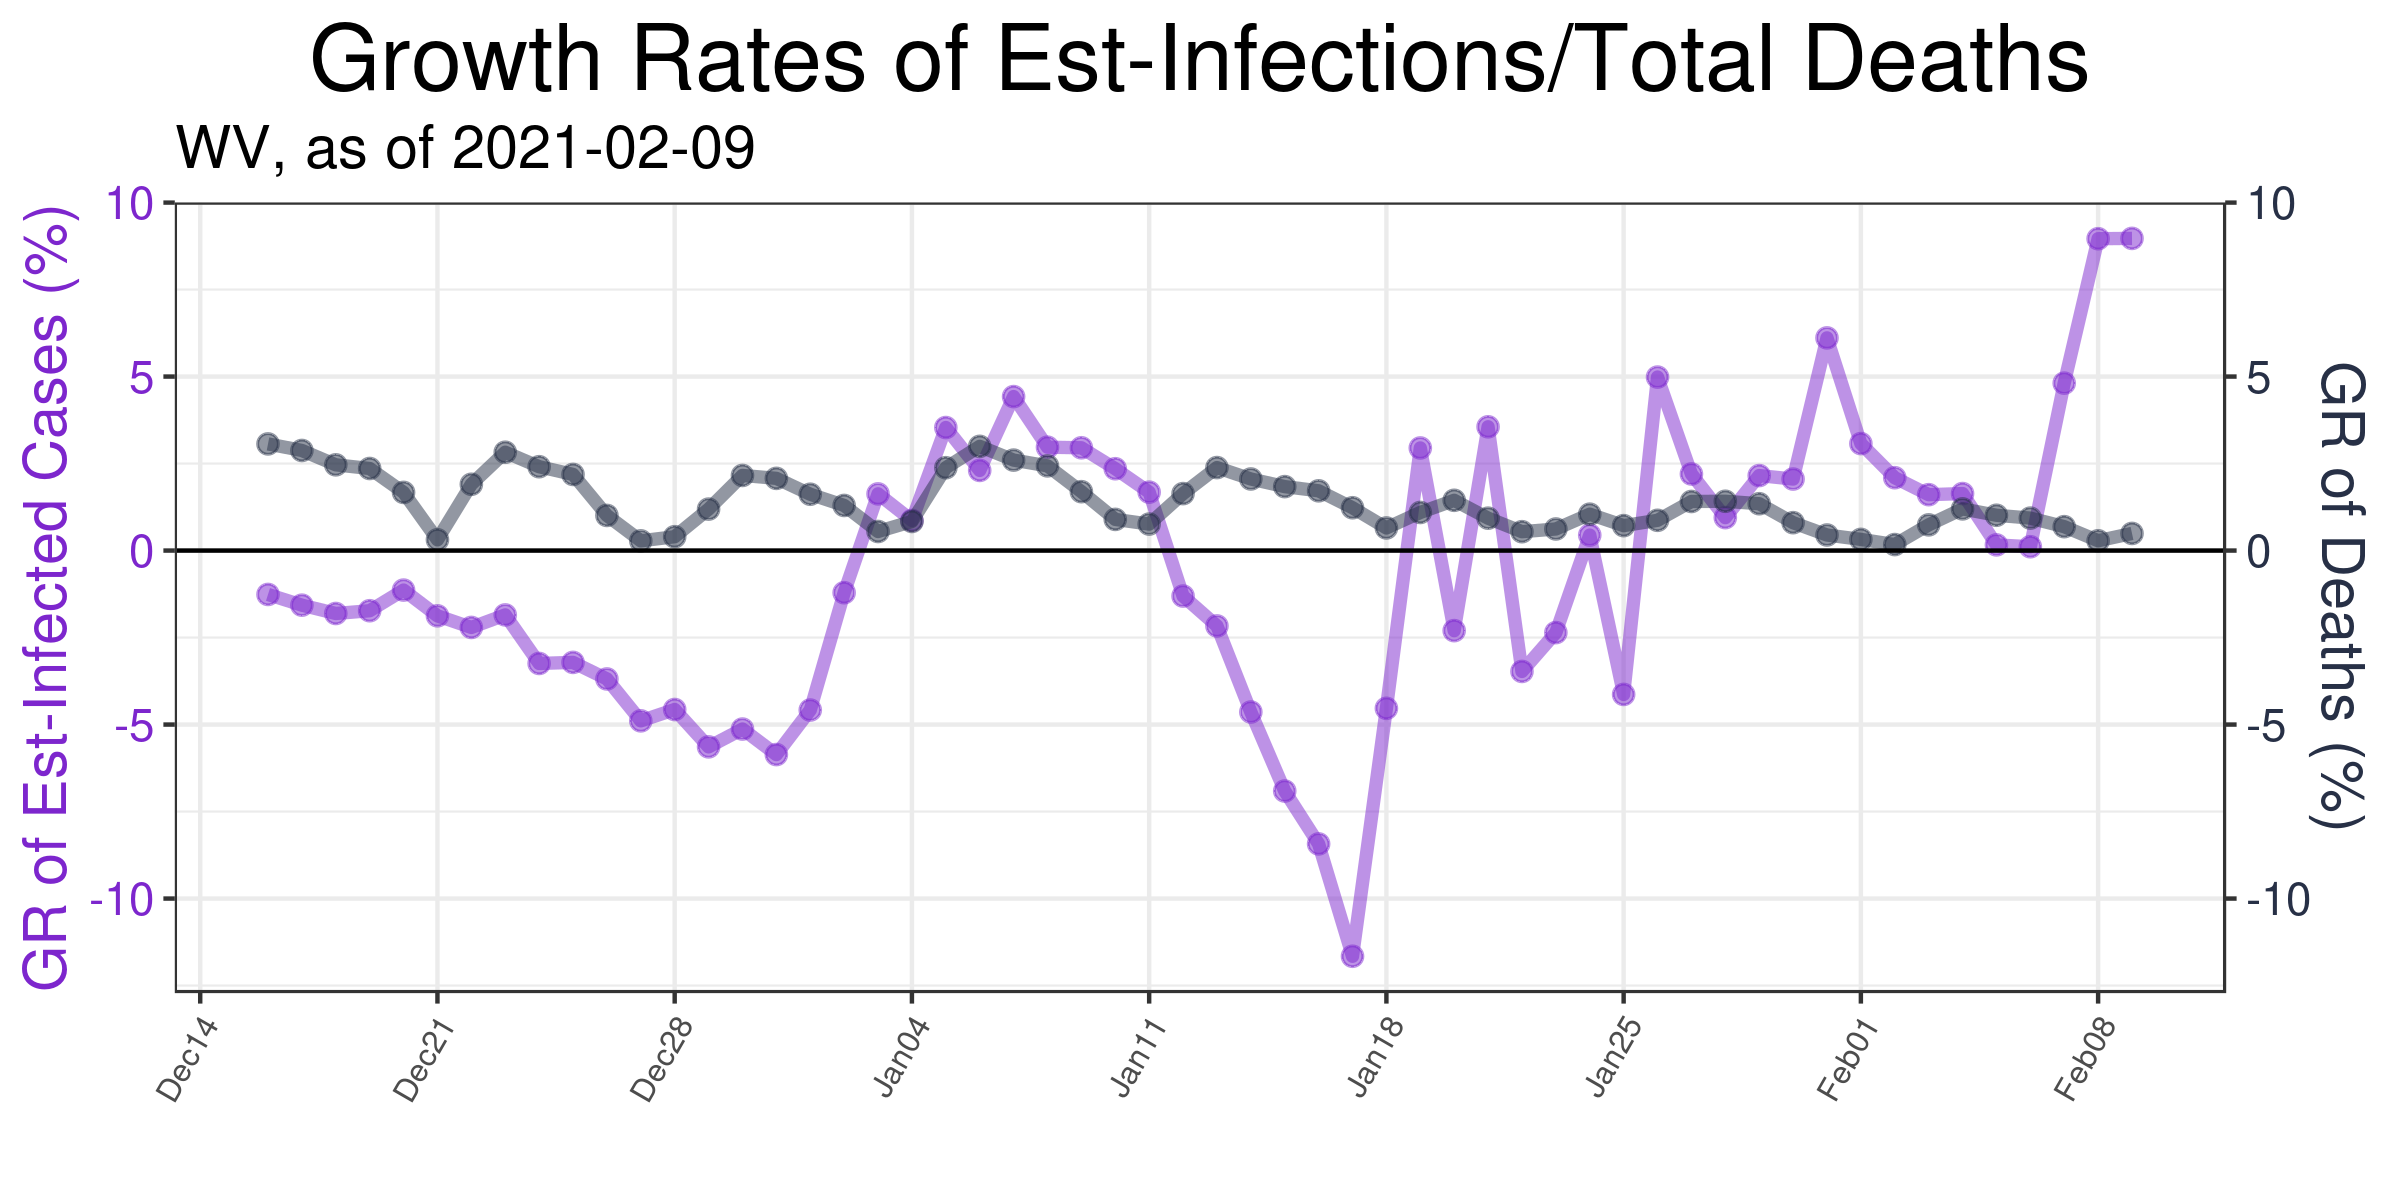 Growth Rates of Est-Infections/Total Deaths
WV, as of 2021-02-09
GR of Est-Infected Cases (%)
10
5
0
-5
-10
10
5
0
-5
-10
GR of Deaths (%)
Dec14
Dec21
Dec28
Jan04
Jan11
Jan18
Jan25
Feb01
Feb08